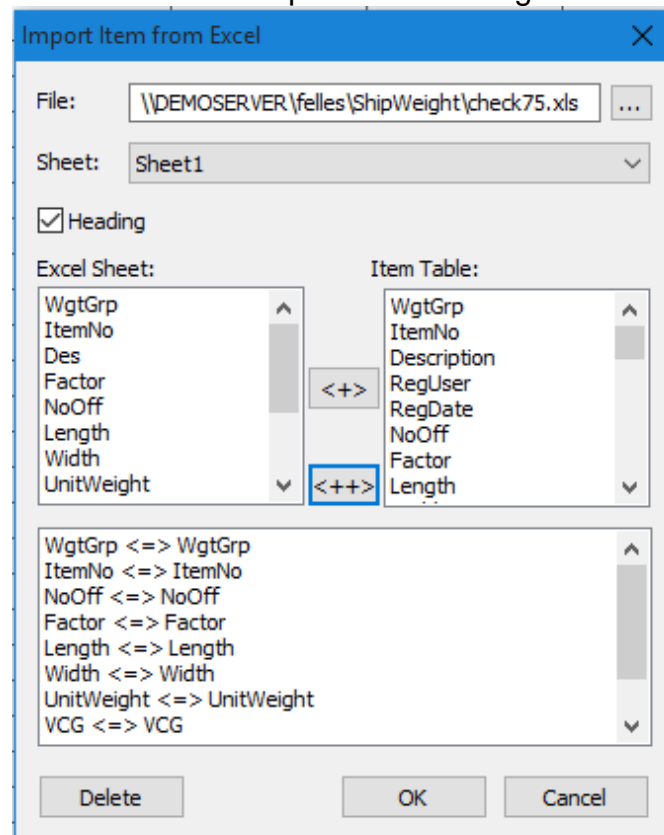 Import Item from Excel
File: \\DEMOSERVER\felles\ShipWeight\check75.xls ...
Sheet: Sheet1
Heading
Excel Sheet:
WgtGrp
ItemNo
Des
Factor
NoOff
Length
Width
UnitWeight
<+>
<++>
Item Table:
WgtGrp
ItemNo
Description
RegUser
RegDate
NoOff
Factor
Length
WgtGrp <=> WgtGrp
ItemNo <=> ItemNo
NoOff <=> NoOff
Factor <=> Factor
Length <=> Length
Width <=> Width
UnitWeight <=> UnitWeight
VCG <=> VCG
Delete OK Cancel